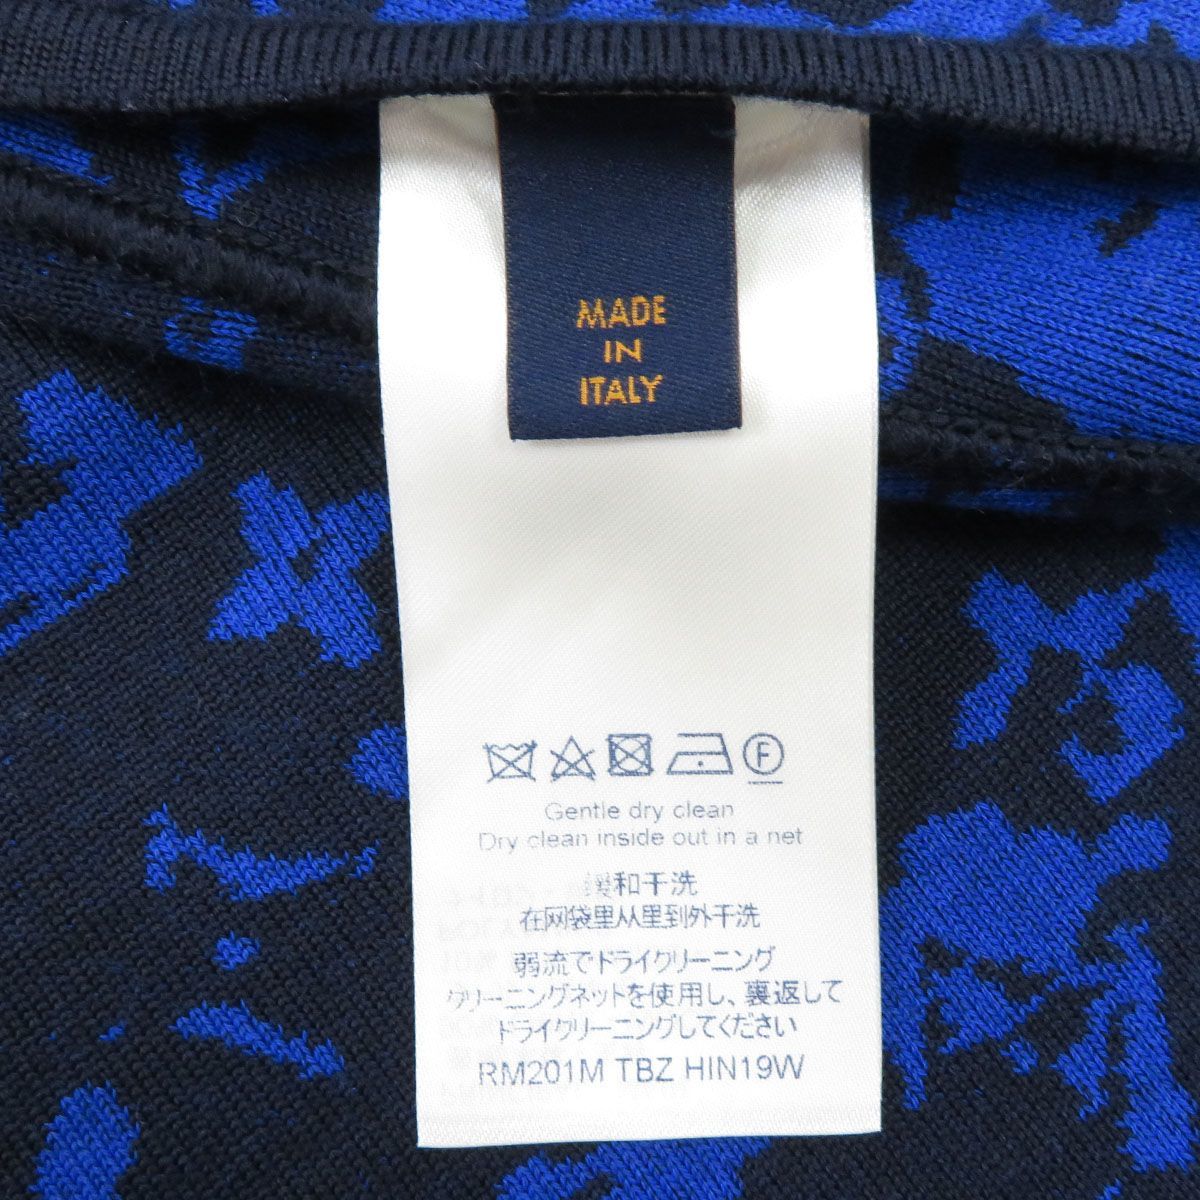 MADE
IN
ITALY
F
Gentle dry clean
Dry clean inside out in a net
缓和干洗
在网袋里从里到外干洗
弱流でドライクリーニング
クリーニングネットを使用し、裏返して
ドライクリーニングしてください
RM201M TBZ HIN19W